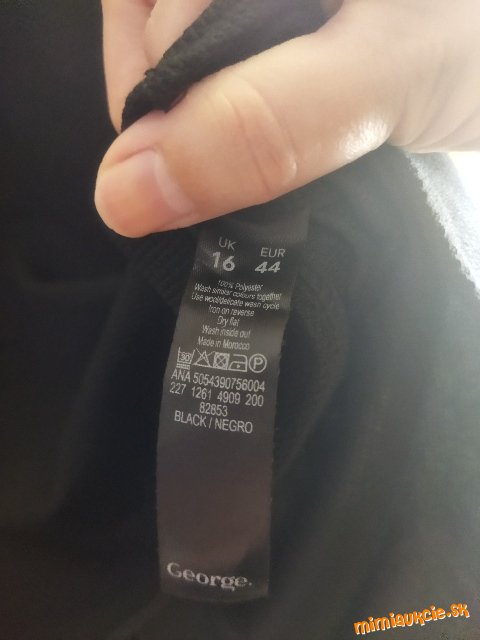 UK EUR
16 44
100% Polyester
Wash similar colours together
Use wool/delicate wash cycle
Iron on reverse
Dry flat
Wash inside out
Made in Morocco
30 P
ANA 5054390756004
227 1261 4909 200
82853
BLACK / NEGRO
George.
mimiaukcie.sk